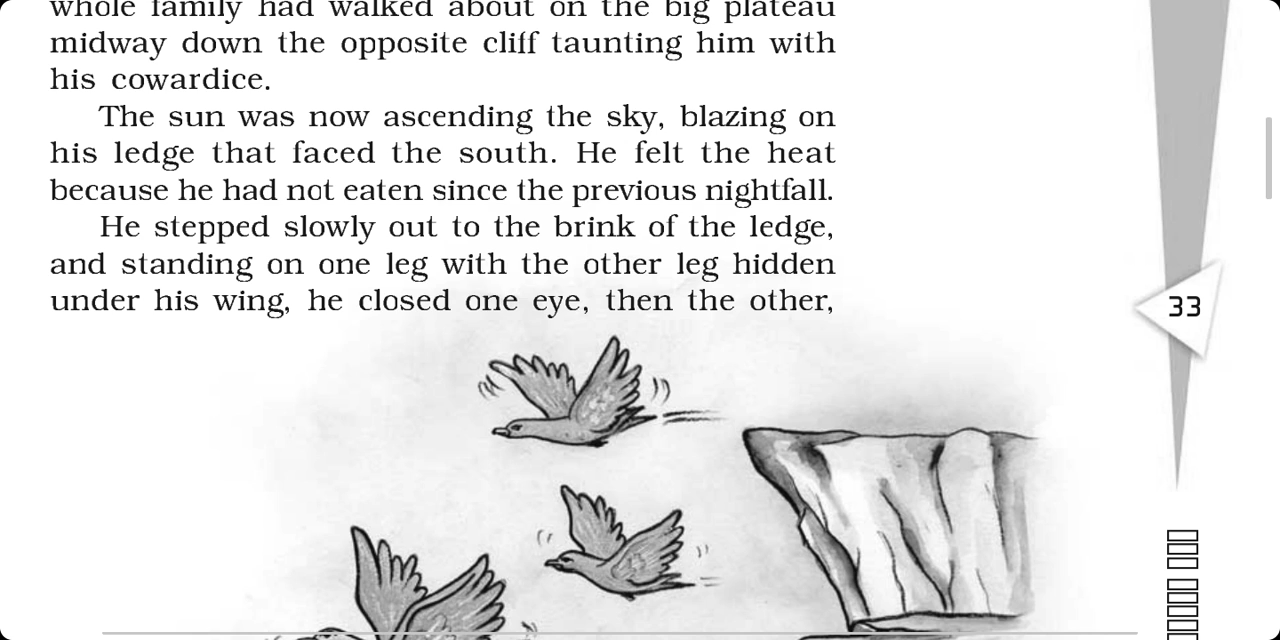 whole family had walked about on the big plateau
midway down the opposite cliff taunting him with
his cowardice.
The sun was now ascending the sky, blazing on
his ledge that faced the south. He felt the heat
because he had not eaten since the previous nightfall.
He stepped slowly out to the brink of the ledge,
and standing on one leg with the other leg hidden
under his wing, he closed one eye, then the other,
33